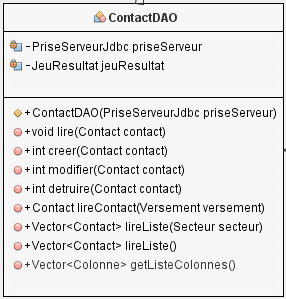 ContactDAO
-PriseServeurJdbc priseServeur
-JeuResultat jeuResultat
+ContactDAO(PriseServeurJdbc priseServeur)
+void lire(Contact contact)
+int creer(Contact contact)
+int modifier(Contact contact)
+int detruire(Contact contact)
+Contact lireContact(Versement versement)
+Vector<Contact> lireListe(Secteur secteur)
+Vector<Contact> lireListe()
+Vector<Colonne> getListeColonnes()